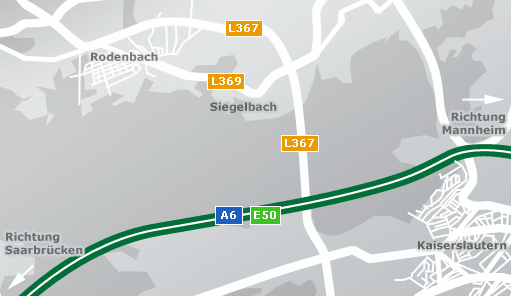 L367
Rodenbach
L369
Siegelbach
Richtung
Mannheim
L367
A6
E50
Richtung
Saarbrücken
Kaiserslautern